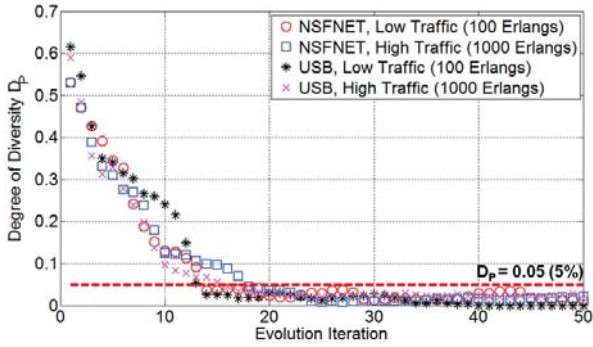 0.7
0.6
0.5
0.4
0.3
0.2
0.1
0
Degree of Diversity D_P
NSFNET, Low Traffic (100 Erlangs)
NSFNET, High Traffic (1000 Erlangs)
USB, Low Traffic (100 Erlangs)
USB, High Traffic (1000 Erlangs)
D_P = 0.05 (5%)
0 10 20 30 40 50
Evolution Iteration